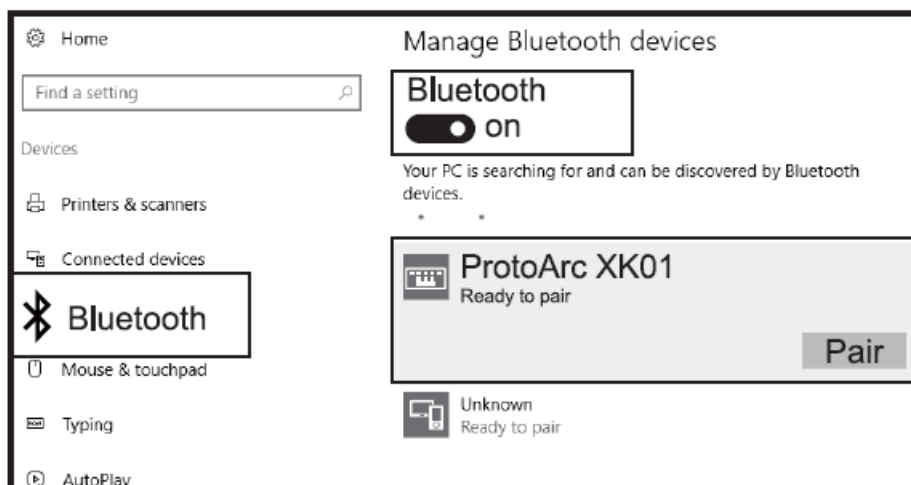 Home
Find a setting
Devices
Printers & scanners
Connected devices
Bluetooth
Mouse & touchpad
Typing
AutoPlay
Manage Bluetooth devices
Bluetooth
on
Your PC is searching for and can be discovered by Bluetooth
devices.
ProtoArc XK01
Ready to pair
Pair
Unknown
Ready to pair